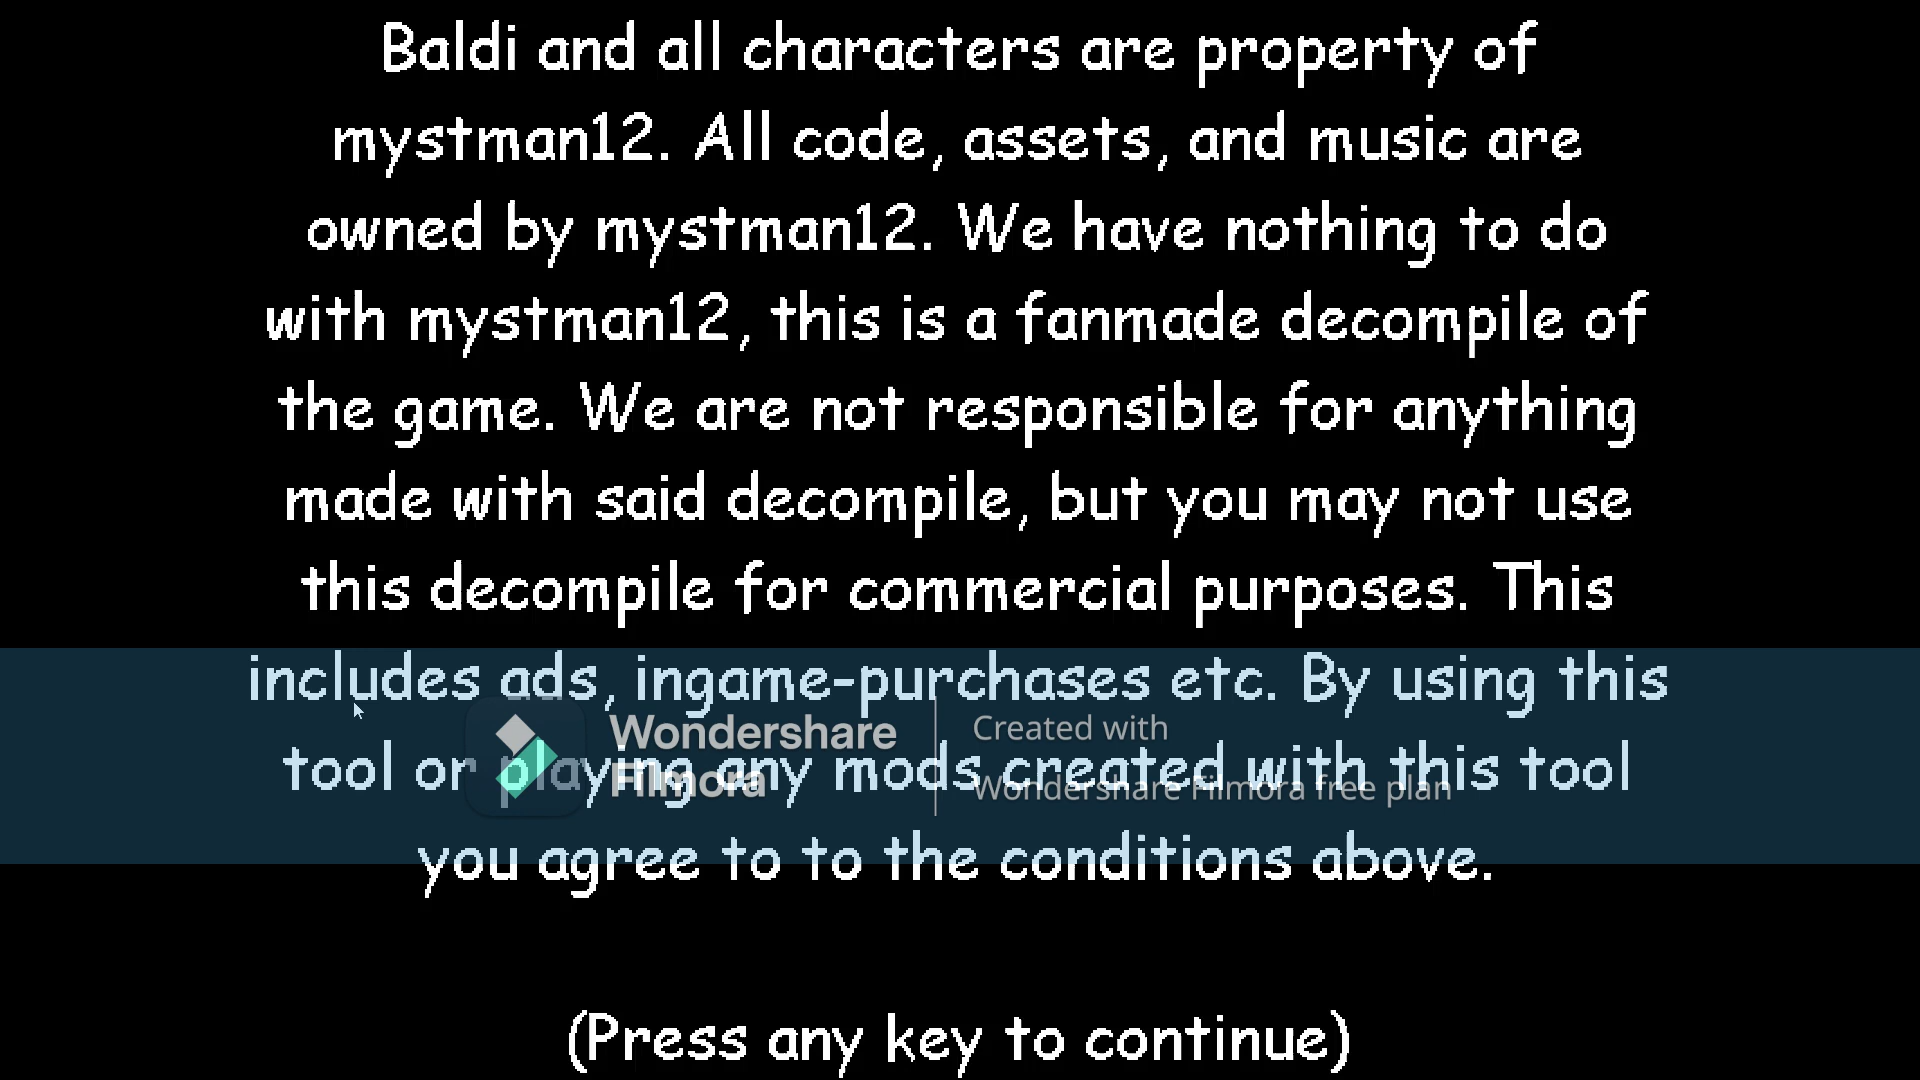 Baldi and all characters are property of
mystman12. All code, assets, and music are
owned by mystman12. We have nothing to do
with mystman12, this is a fanmade decompile of
the game. We are not responsible for anything
made with said decompile, but you may not use
this decompile for commercial purposes. This
includes ads, ingame-purchases etc. By using this
Wondershare
Filmora
Created with
Wondershare Filmora free plan
tool or playing any mods created with this tool
you agree to to the conditions above.
(Press any key to continue)